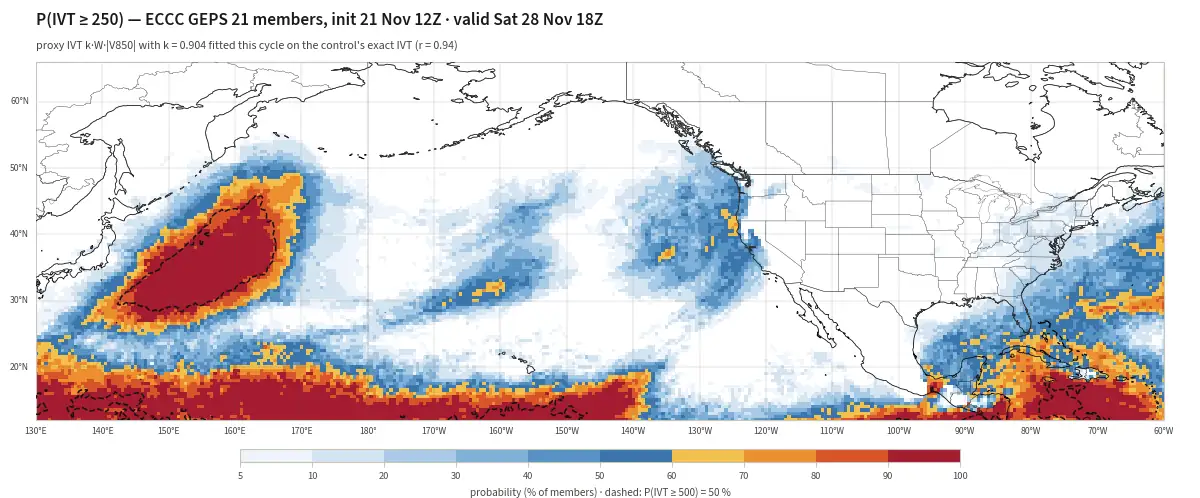 P(IVT ≥ 250) — ECCC GEPS 21 members, init 21 Nov 12Z · valid Sat 28 Nov 18Z
proxy IVT k·W·|V850| with k = 0.904 fitted this cycle on the control's exact IVT (r = 0.94)
60°N
50°N
40°N
30°N
20°N
130°E 140°E 150°E 160°E 170°E 180° 170°W 160°W 150°W 140°W 130°W 120°W 110°W 100°W 90°W 80°W 70°W 60°W
5 10 20 30 40 50 60 70 80 90 100
probability (% of members) · dashed: P(IVT ≥ 500) = 50 %